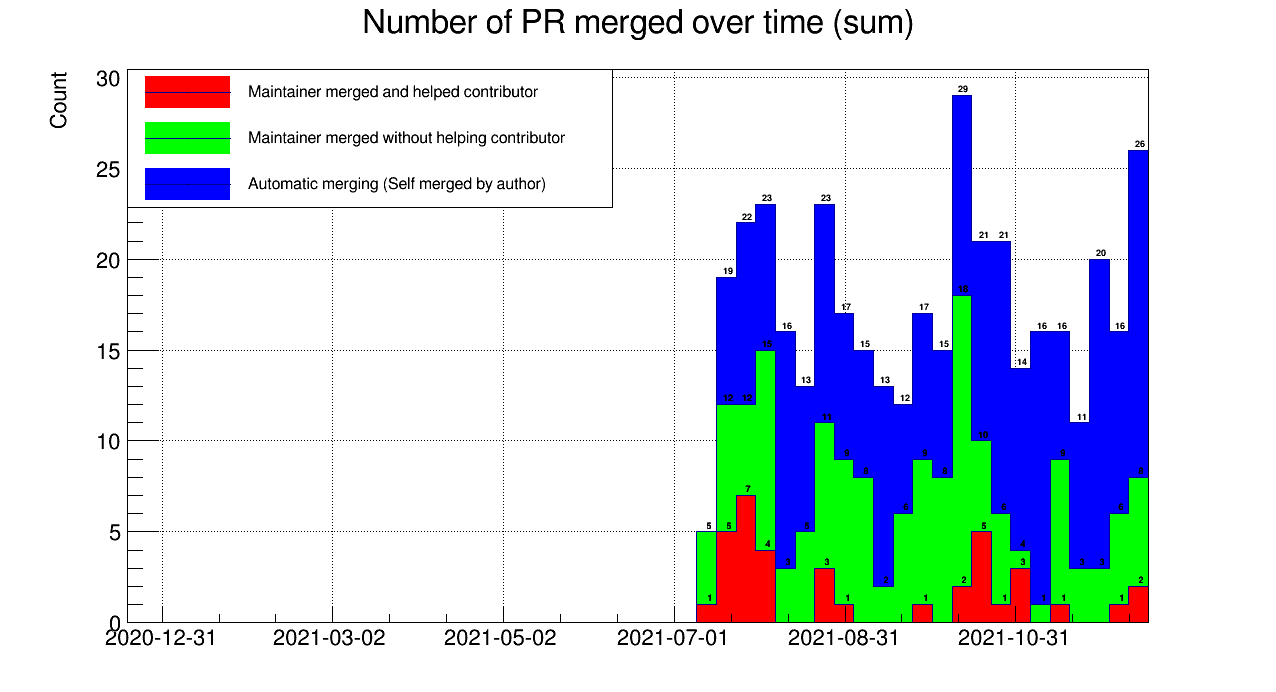 Number of PR merged over time (sum)
Count
30
25
20
15
10
5
0
Maintainer merged and helped contributor
Maintainer merged without helping contributor
Automatic merging (Self merged by author)
29
26
23 23
22
21 21
20
19
18
17 17 17
16 16 16 16
15 15 15
14
13 13
12 12 12
11 11
10
9 9 9
8 8 8
7
6 6 6
5 5 5 5
4 4
3 3 3 3 3
2 2 2
1 1 1 1 1 1 1
2020-12-31 2021-03-02 2021-05-02 2021-07-01 2021-08-31 2021-10-31